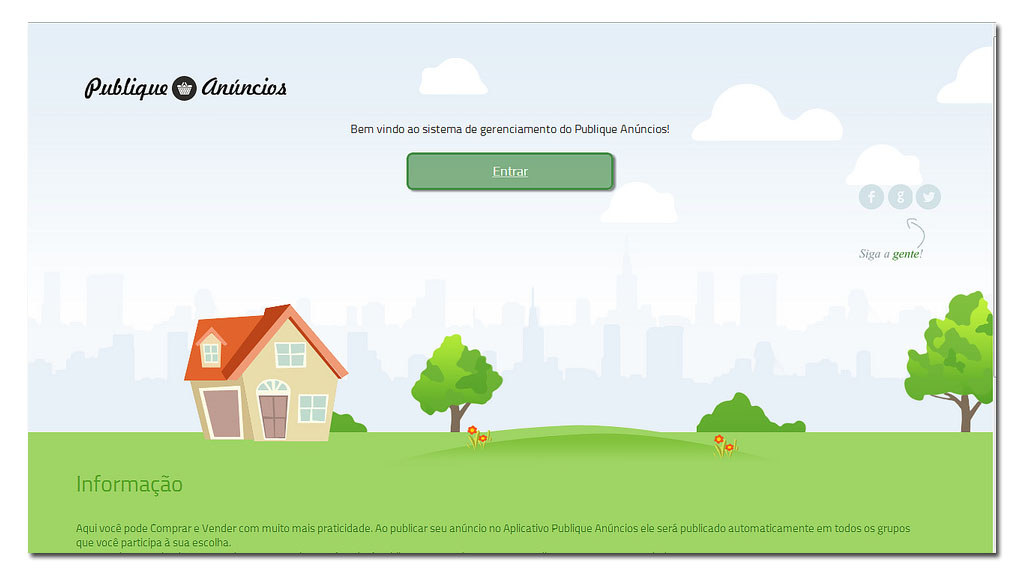 Publique Anúncios
Bem vindo ao sistema de gerenciamento do Publique Anúncios!
Entrar
Siga a gente!
Informação
Aqui você pode Comprar e Vender com muito mais praticidade. Ao publicar seu anúncio no Aplicativo Publique Anúncios ele será publicado automaticamente em todos os grupos
que você participa à sua escolha.